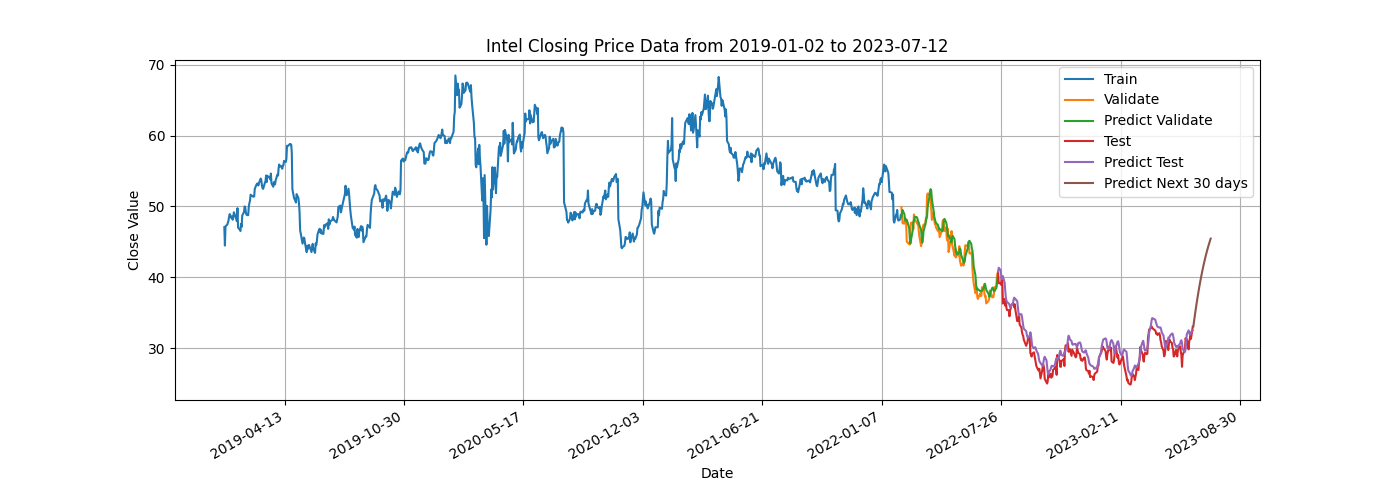 Intel Closing Price Data from 2019-01-02 to 2023-07-12
70
60
50
40
30
Close Value
Train
Validate
Predict Validate
Test
Predict Test
Predict Next 30 days
2019-04-13
2019-10-30
2020-05-17
2020-12-03
2021-06-21
2022-01-07
2022-07-26
2023-02-11
2023-08-30
Date